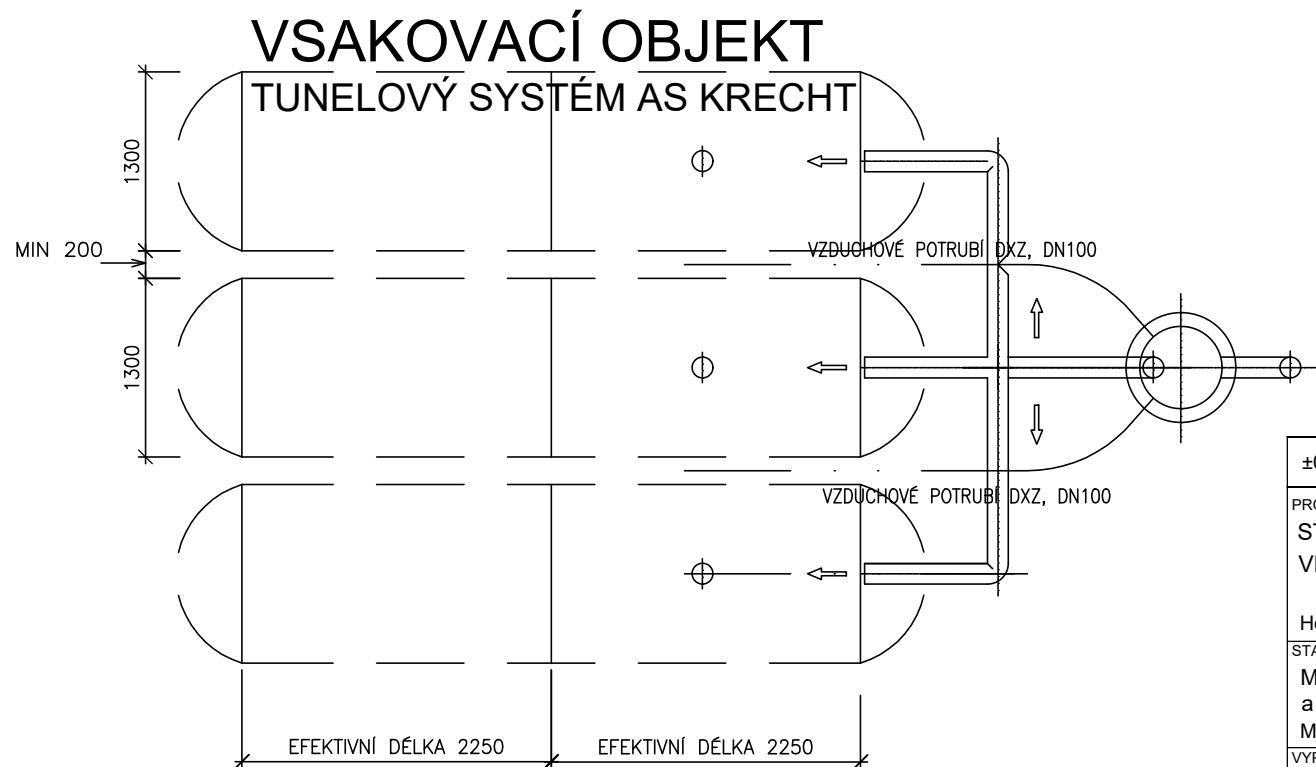 VSAKOVACÍ OBJEKT
TUNELOVÝ SYSTÉM AS KRECHT
1300
MIN 200
VZDUCHOVÉ POTRUBÍ DXZ, DN100
1300
VZDUCHOVÉ POTRUBÍ DXZ, DN100
EFEKTIVNÍ DÉLKA 2250
EFEKTIVNÍ DÉLKA 2250